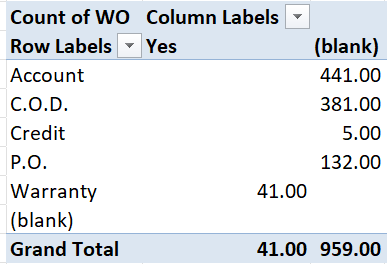 Count of WO Column Labels
Row Labels Yes (blank)
Account 441.00
C.O.D. 381.00
Credit 5.00
P.O. 132.00
Warranty 41.00
(blank)
Grand Total 41.00 959.00